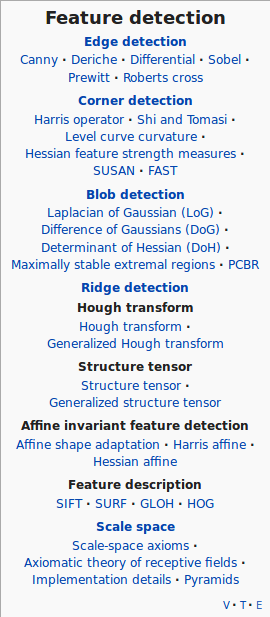 Feature detection
Edge detection
Canny · Deriche · Differential · Sobel ·
Prewitt · Roberts cross
Corner detection
Harris operator · Shi and Tomasi ·
Level curve curvature ·
Hessian feature strength measures ·
SUSAN · FAST
Blob detection
Laplacian of Gaussian (LoG) ·
Difference of Gaussians (DoG) ·
Determinant of Hessian (DoH) ·
Maximally stable extremal regions · PCBR
Ridge detection
Hough transform
Hough transform ·
Generalized Hough transform
Structure tensor
Structure tensor ·
Generalized structure tensor
Affine invariant feature detection
Affine shape adaptation · Harris affine ·
Hessian affine
Feature description
SIFT · SURF · GLOH · HOG
Scale space
Scale-space axioms ·
Axiomatic theory of receptive fields ·
Implementation details · Pyramids
V · T · E